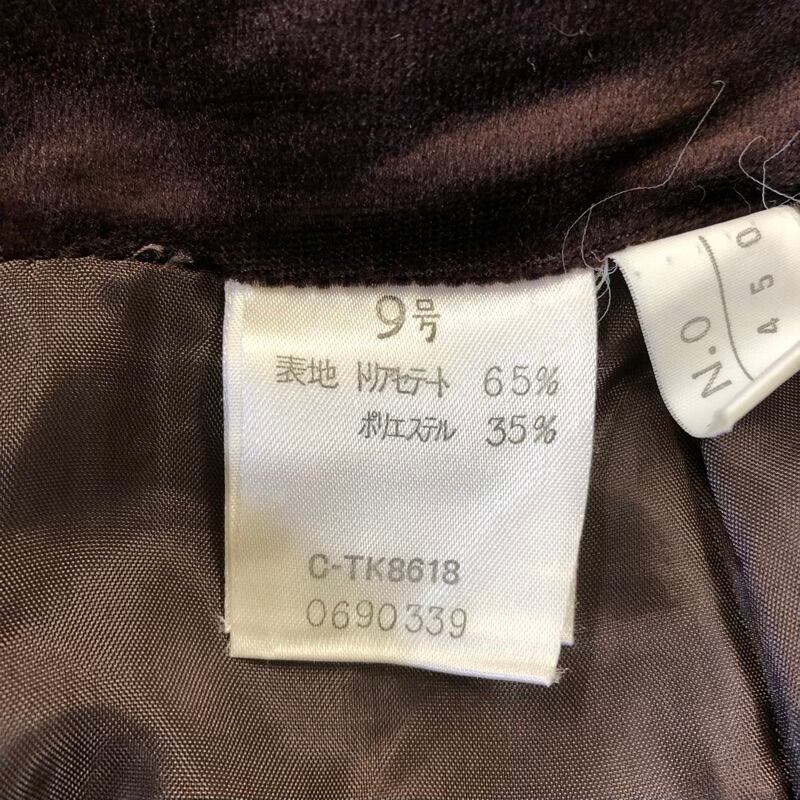 9号
表地 トリアセテート 65%
ポリエステル 35%
C-TK8618
0690339
N.O
450